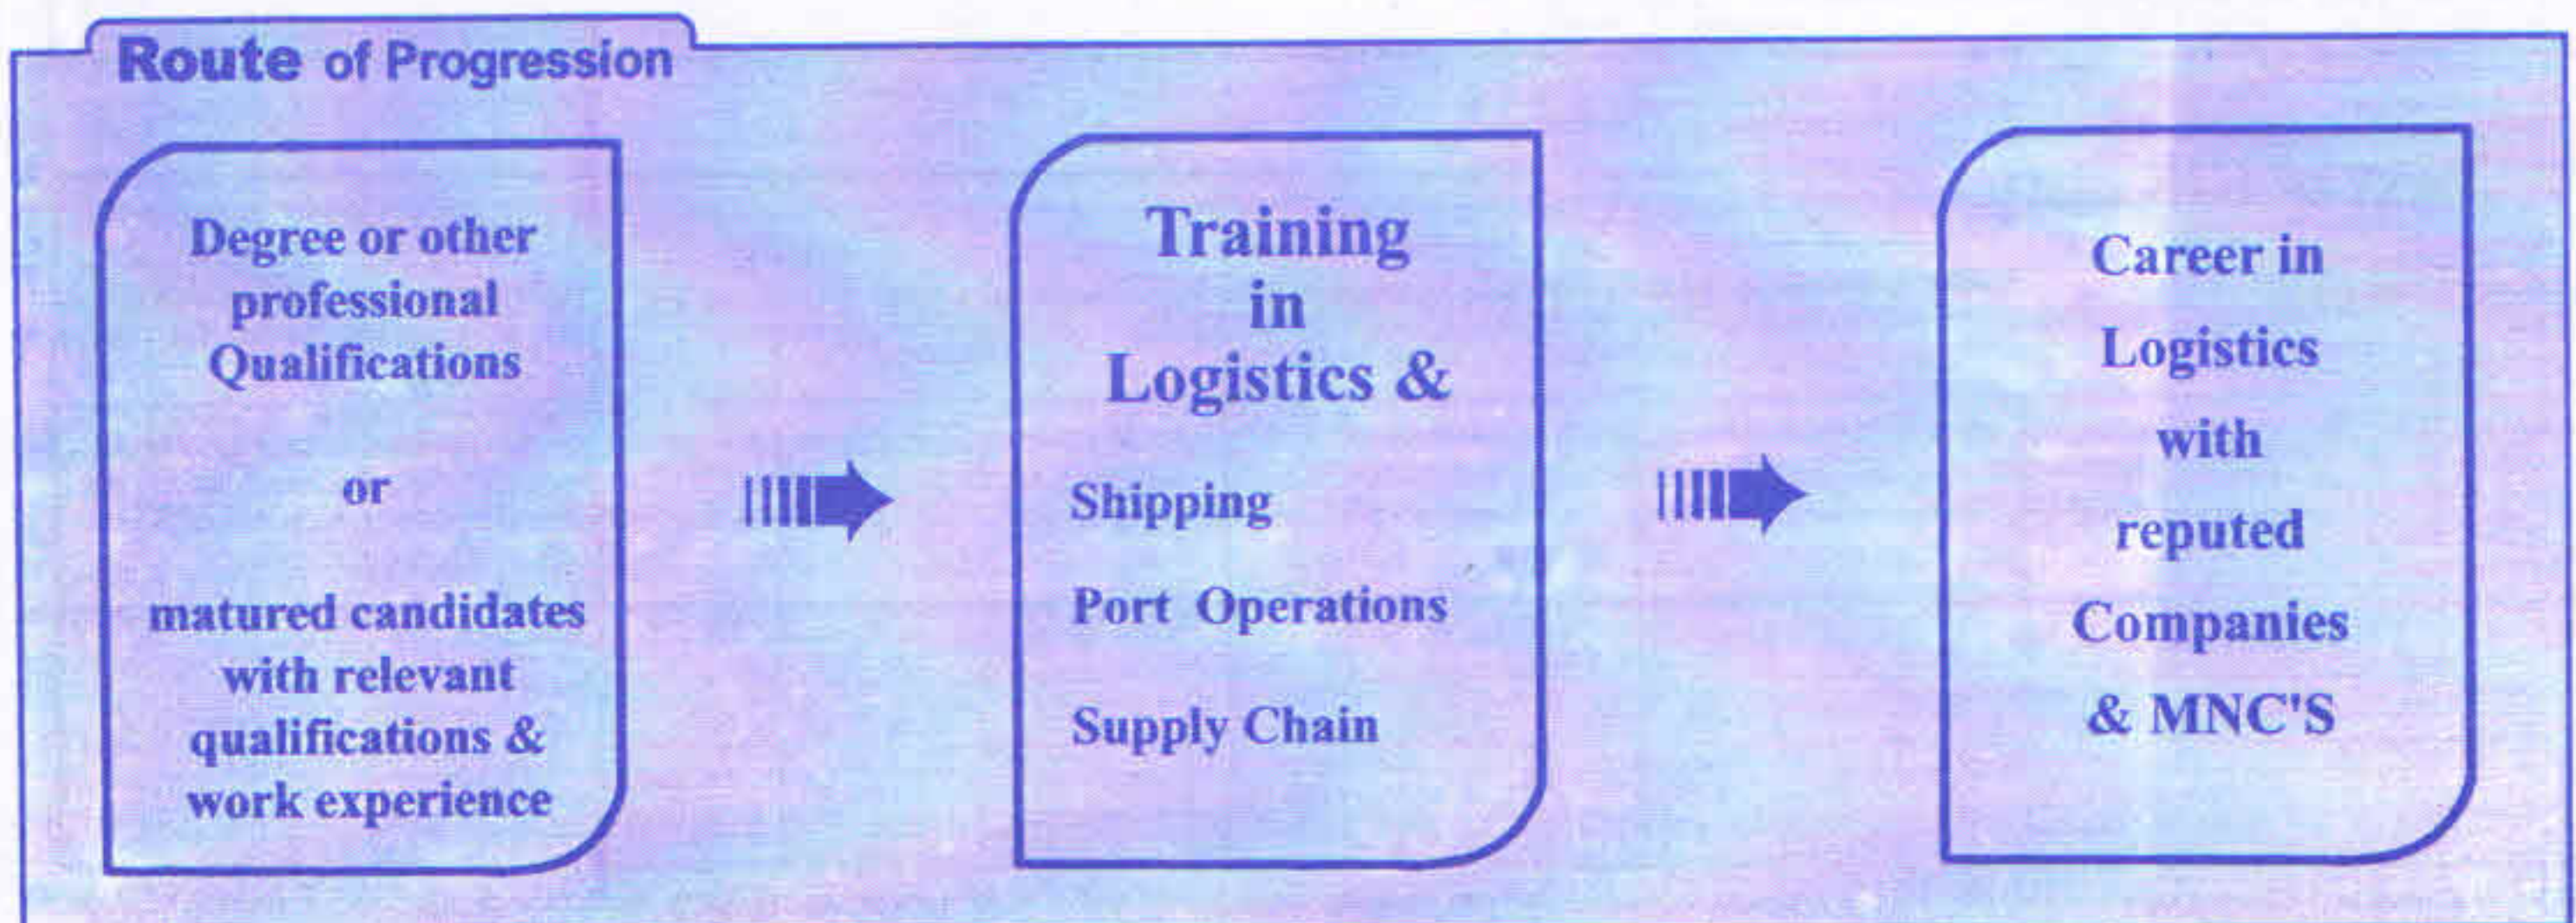 Route of Progression
Degree or other
professional
Qualifications
or
matured candidates
with relevant
qualifications &
work experience
Training
in
Logistics &
Shipping
Port Operations
Supply Chain
Career in
Logistics
with
reputed
Companies
& MNC'S